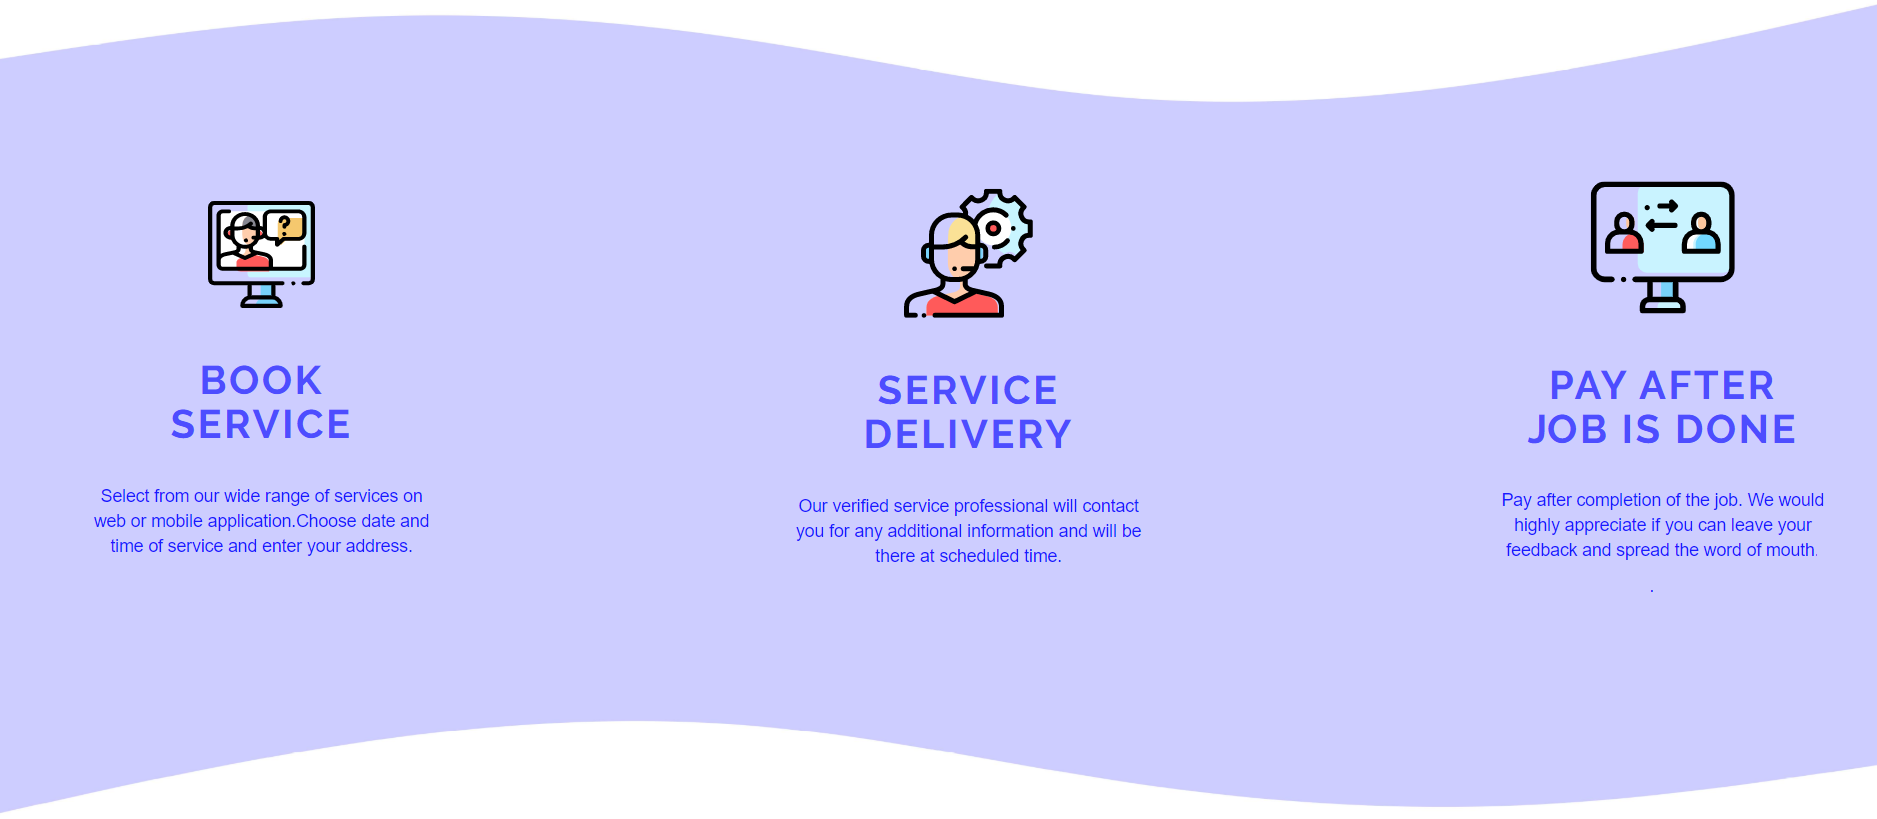 BOOK
SERVICE
Select from our wide range of services on
web or mobile application.Choose date and
time of service and enter your address.
?
SERVICE
DELIVERY
Our verified service professional will contact
you for any additional information and will be
there at scheduled time.
PAY AFTER
JOB IS DONE
Pay after completion of the job. We would
highly appreciate if you can leave your
feedback and spread the word of mouth.
.